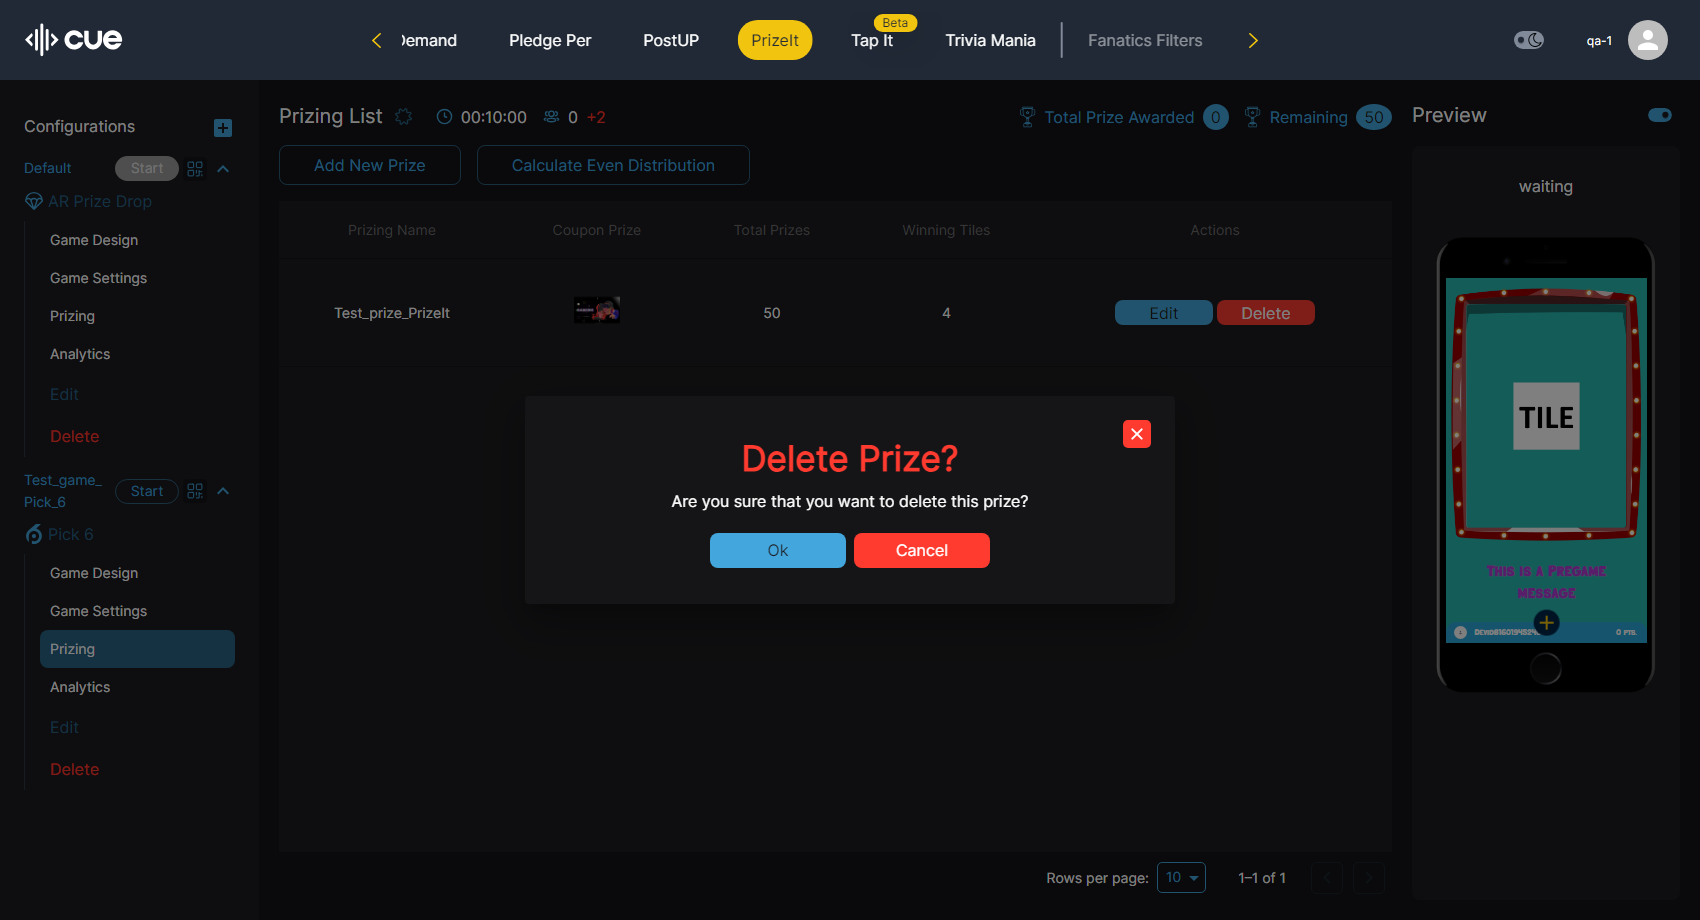 cue
Demand
Pledge Per
PostUP
PrizeIt
Beta
Tap It
Trivia Mania
Fanatics Filters
qa-1
Configurations
Default
Start
AR Prize Drop
Game Design
Game Settings
Prizing
Analytics
Edit
Delete
Test_game_
Pick_6
Start
Pick 6
Game Design
Game Settings
Prizing
Analytics
Edit
Delete
Prizing List
00:10:00
0
+2
Total Prize Awarded
0
Remaining
50
Add New Prize
Calculate Even Distribution
Prizing Name
Coupon Prize
Total Prizes
Winning Tiles
Actions
Test_prize_PrizeIt
50
4
Edit
Delete
Delete Prize?
Are you sure that you want to delete this prize?
Ok
Cancel
Rows per page:
10
1–1 of 1
Preview
waiting
TILE
THIS IS A PREGAME
MESSAGE
0 PTS.